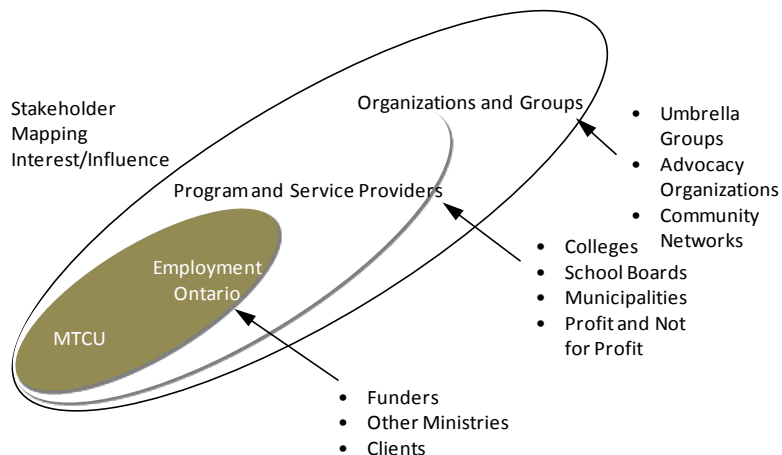 Stakeholder
Mapping
Interest/Influence
Organizations and Groups
• Umbrella
Groups
• Advocacy
Organizations
• Community
Networks
Program and Service Providers
• Colleges
• School Boards
• Municipalities
• Profit and Not
for Profit
Employment
Ontario
MTCU
• Funders
• Other Ministries
• Clients